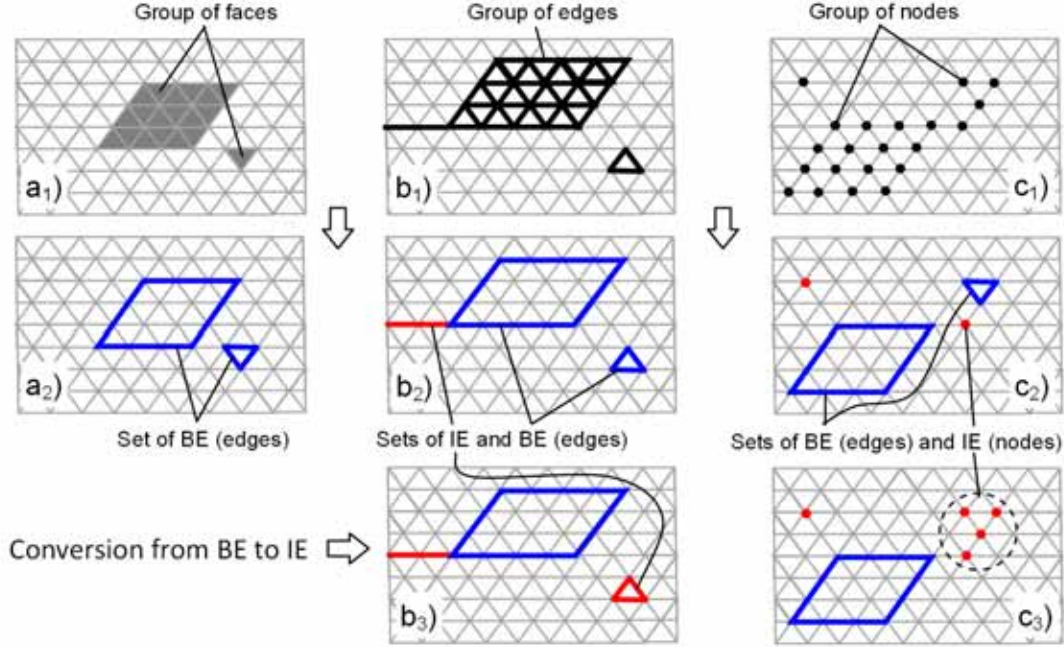 Group of faces
Group of edges
Group of nodes
a₁)
b₁)
c₁)
a₂)
b₂)
c₂)
Set of BE (edges)
Sets of IE and BE (edges)
Sets of BE (edges) and IE (nodes)
Conversion from BE to IE
b₃)
c₃)